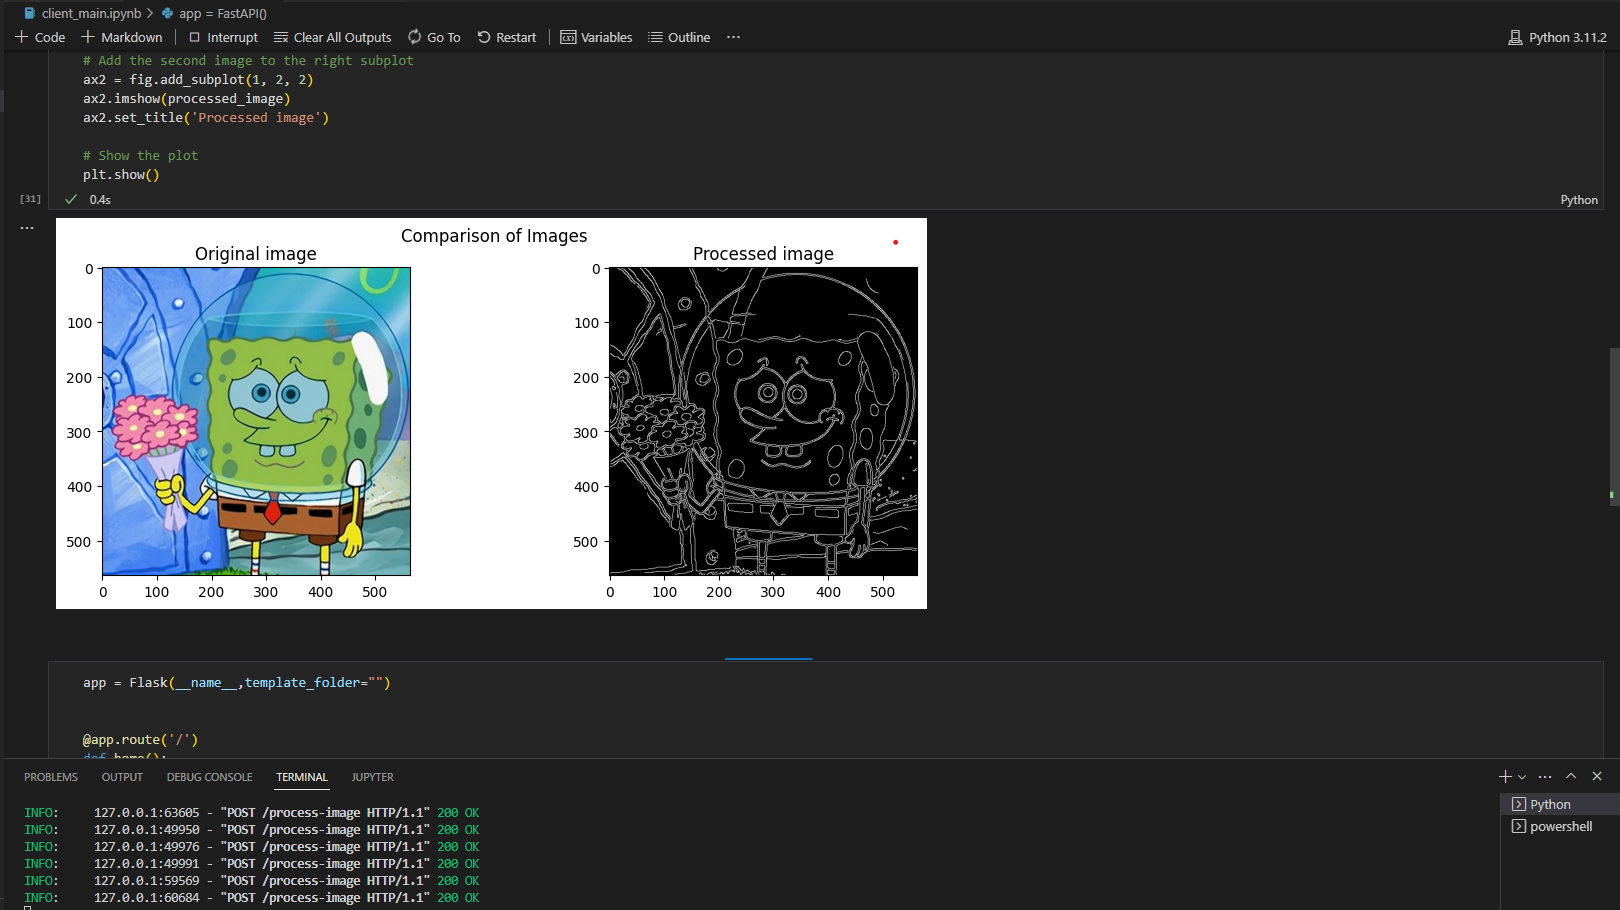 client_main.ipynb > app = FastAPI()
+ Code + Markdown | Interrupt Clear All Outputs Go To Restart | Variables Outline ... Python 3.11.2
# Add the second image to the right subplot
ax2 = fig.add_subplot(1, 2, 2)
ax2.imshow(processed_image)
ax2.set_title('Processed image')
# Show the plot
plt.show()
[31] ✓ 0.4s Python
...
Comparison of Images
Original image Processed image
0 0
100 100
200 200
300 300
400 400
500 500
0 100 200 300 400 500 0 100 200 300 400 500
app = Flask(__name__,template_folder="")
@app.route('/')
def home():
PROBLEMS OUTPUT DEBUG CONSOLE TERMINAL JUPYTER
INFO: 127.0.0.1:63605 - "POST /process-image HTTP/1.1" 200 OK
INFO: 127.0.0.1:49950 - "POST /process-image HTTP/1.1" 200 OK
INFO: 127.0.0.1:49976 - "POST /process-image HTTP/1.1" 200 OK
INFO: 127.0.0.1:49991 - "POST /process-image HTTP/1.1" 200 OK
INFO: 127.0.0.1:59569 - "POST /process-image HTTP/1.1" 200 OK
INFO: 127.0.0.1:60684 - "POST /process-image HTTP/1.1" 200 OK
Python
powershell